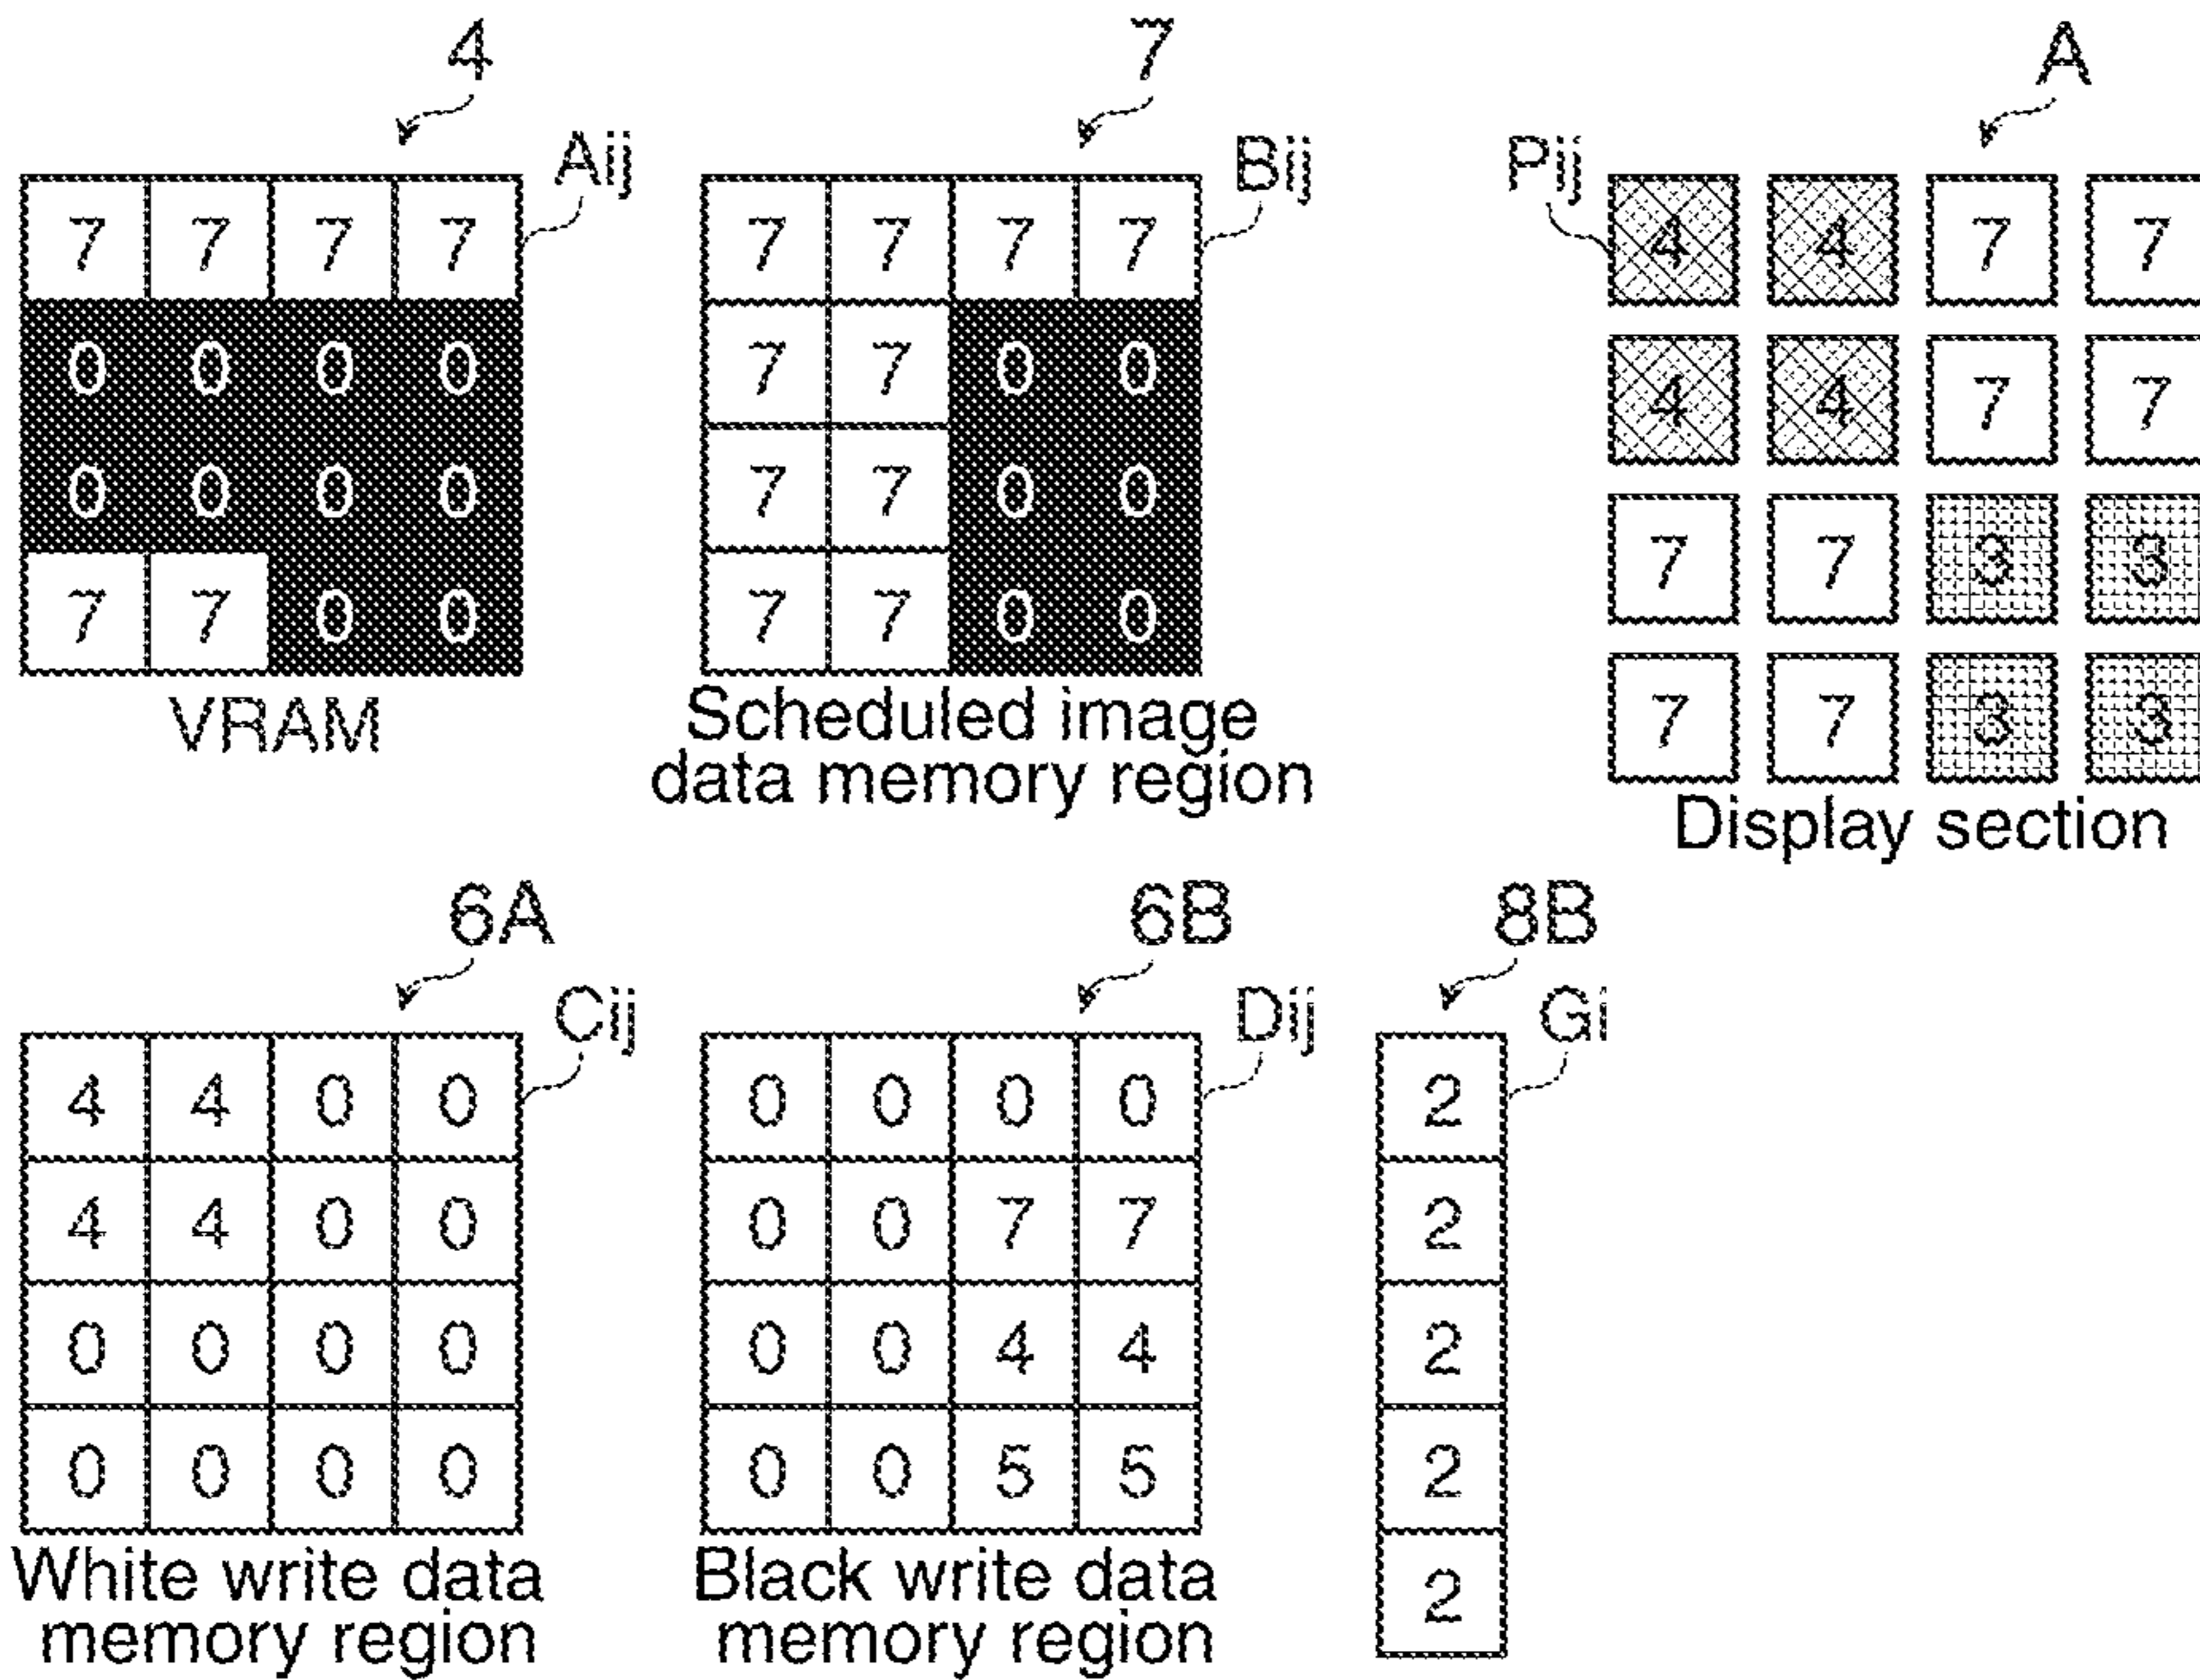 4
Aij
7 7 7 7
0 0 0 0
0 0 0 0
7 7 0 0
VRAM
7
Bij
7 7 7 7
7 7 0 0
7 7 0 0
7 7 0 0
Scheduled image
data memory region
A
Pij
4 4 7 7
4 4 7 7
7 7 3 3
7 7 3 3
Display section
6A
Cij
4 4 0 0
4 4 0 0
0 0 0 0
0 0 0 0
White write data
memory region
6B
Dij
0 0 0 0
0 0 7 7
0 0 4 4
0 0 5 5
Black write data
memory region
8B
Gi
2
2
2
2
2